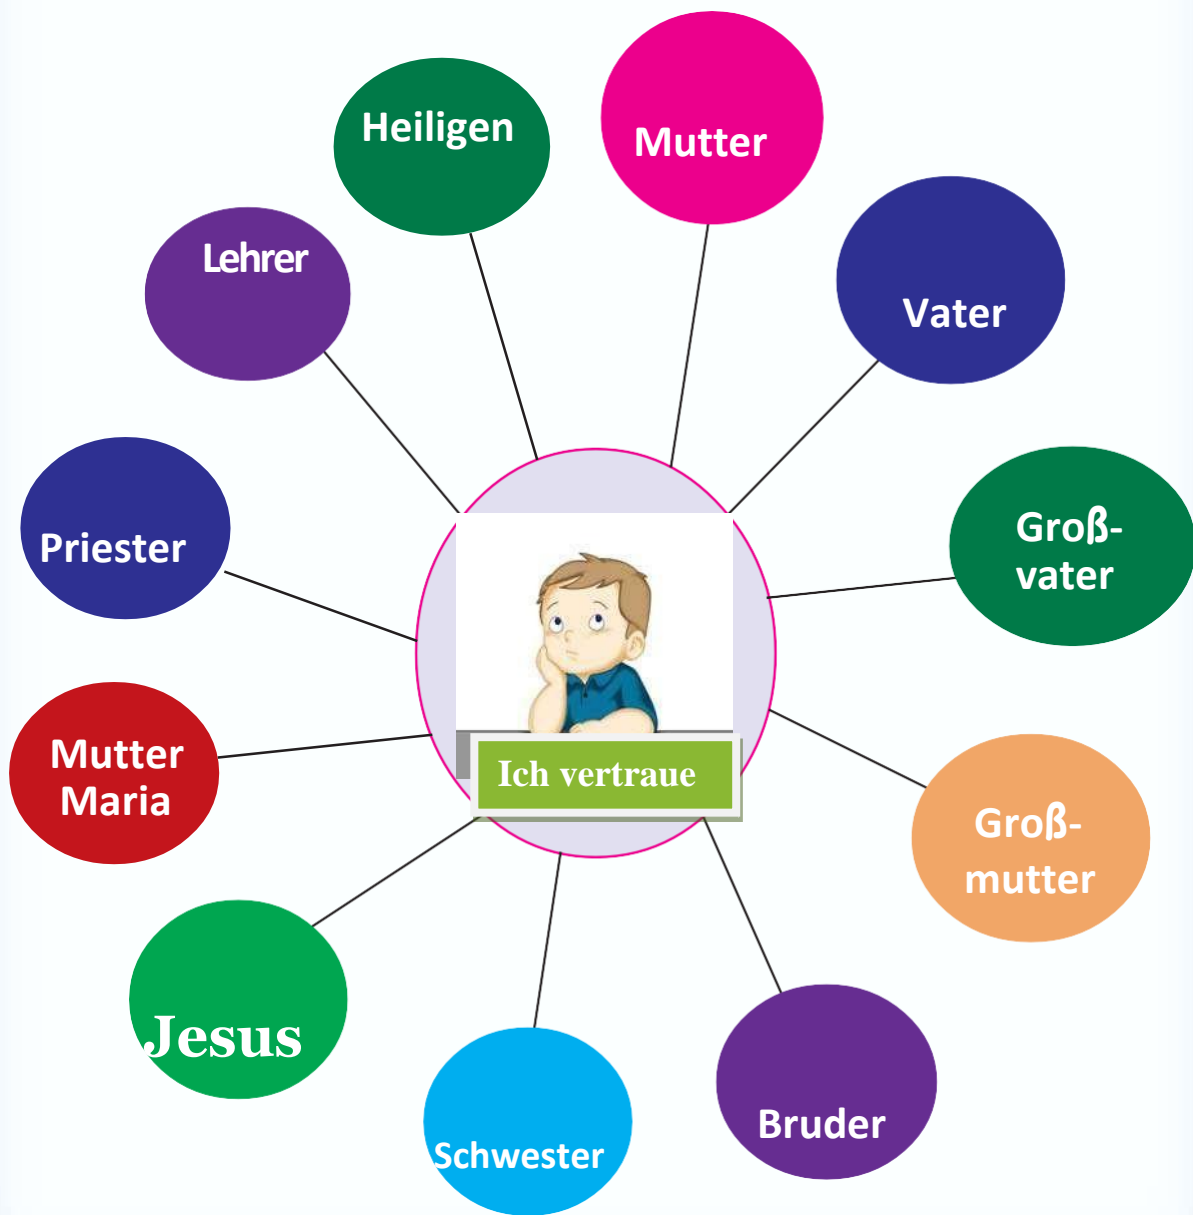 Heiligen
Mutter
Lehrer
Vater
Priester
Groß-
vater
Mutter
Maria
Ich vertraue
Groß-
mutter
Jesus
Schwester
Bruder